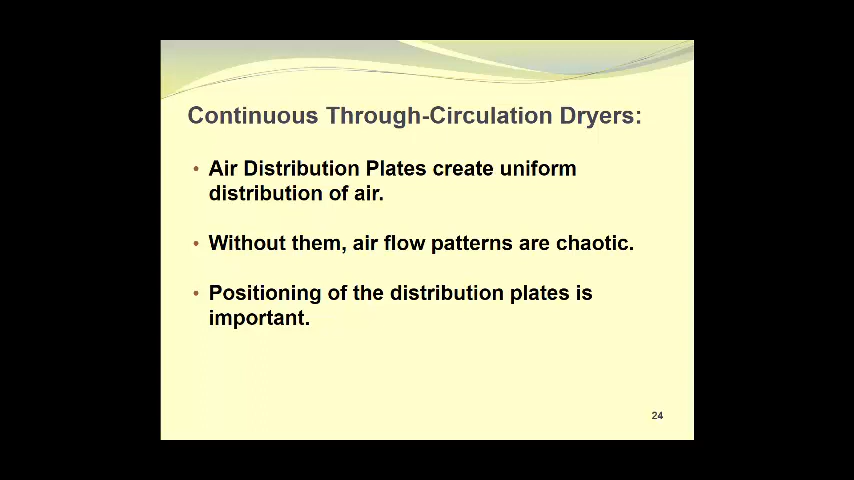 Continuous Through-Circulation Dryers:
• Air Distribution Plates create uniform
distribution of air.
• Without them, air flow patterns are chaotic.
• Positioning of the distribution plates is
important.
24